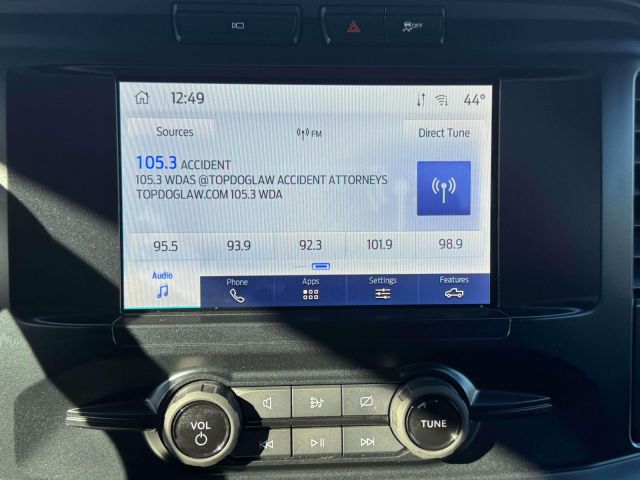 OFF
12:49 44°
Sources FM Direct Tune
105.3 ACCIDENT
105.3 WDAS @TOPDOGLAW ACCIDENT ATTORNEYS
TOPDOGLAW.COM 105.3 WDA
95.5 93.9 92.3 101.9 98.9
Audio Phone Apps Settings Features
VOL TUNE